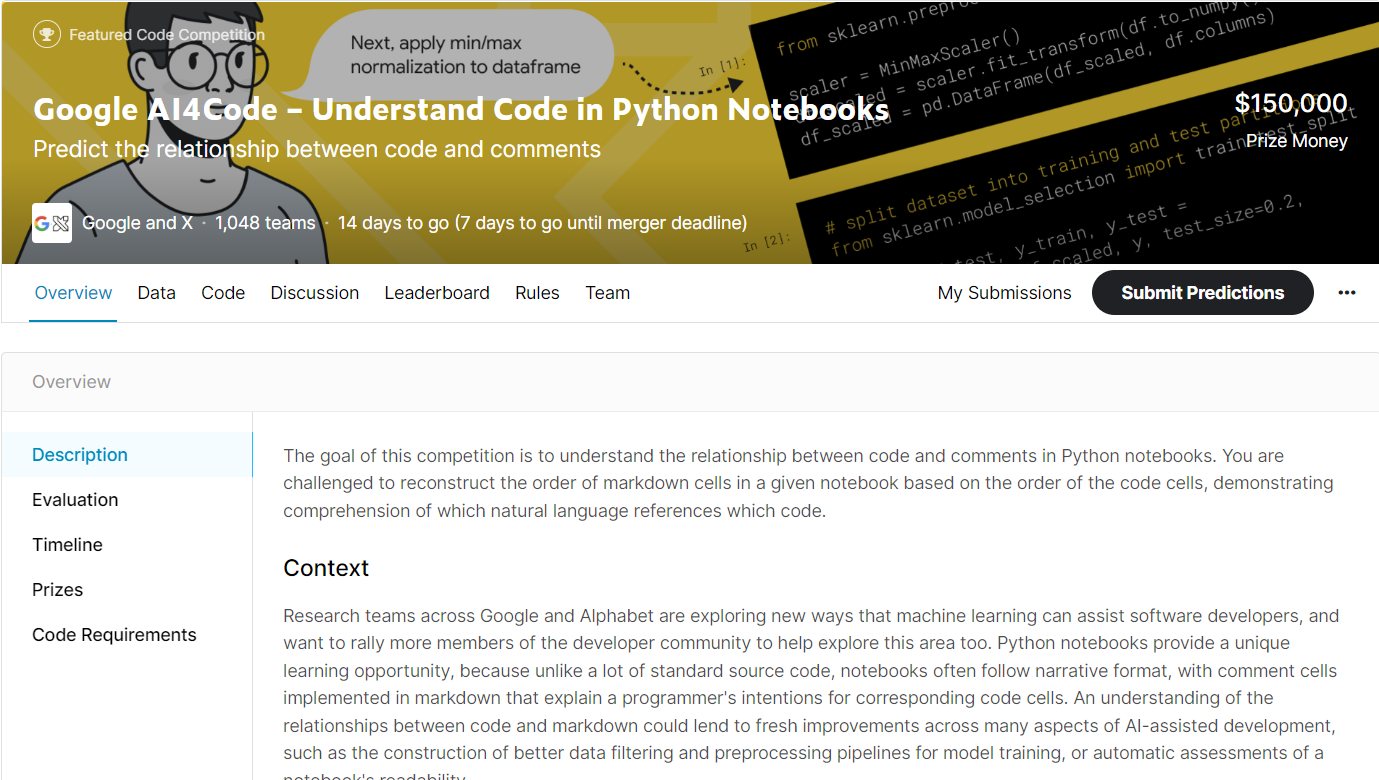 Featured Code Competition
Next, apply min/max
normalization to dataframe
Google AI4Code – Understand Code in Python Notebooks
Predict the relationship between code and comments
Google and X · 1,048 teams · 14 days to go (7 days to go until merger deadline)
In [1]:
from sklearn.preproc
scaler = MinMaxScaler()
scaled = scaler.fit_transform(df.to_numpy()
df_scaled = pd.DataFrame(df_scaled, df.columns)
$150,000
Prize Money
In [2]:
# split dataset into training and test partition
from sklearn.model_selection import train_test_split
test, y_train, y_test =
scaled, y, test_size=0.2,
Overview
Data
Code
Discussion
Leaderboard
Rules
Team
My Submissions
Submit Predictions
Overview
Description
Evaluation
Timeline
Prizes
Code Requirements
The goal of this competition is to understand the relationship between code and comments in Python notebooks. You are
challenged to reconstruct the order of markdown cells in a given notebook based on the order of the code cells, demonstrating
comprehension of which natural language references which code.
Context
Research teams across Google and Alphabet are exploring new ways that machine learning can assist software developers, and
want to rally more members of the developer community to help explore this area too. Python notebooks provide a unique
learning opportunity, because unlike a lot of standard source code, notebooks often follow narrative format, with comment cells
implemented in markdown that explain a programmer's intentions for corresponding code cells. An understanding of the
relationships between code and markdown could lend to fresh improvements across many aspects of AI-assisted development,
such as the construction of better data filtering and preprocessing pipelines for model training, or automatic assessments of a
notebook's readability.